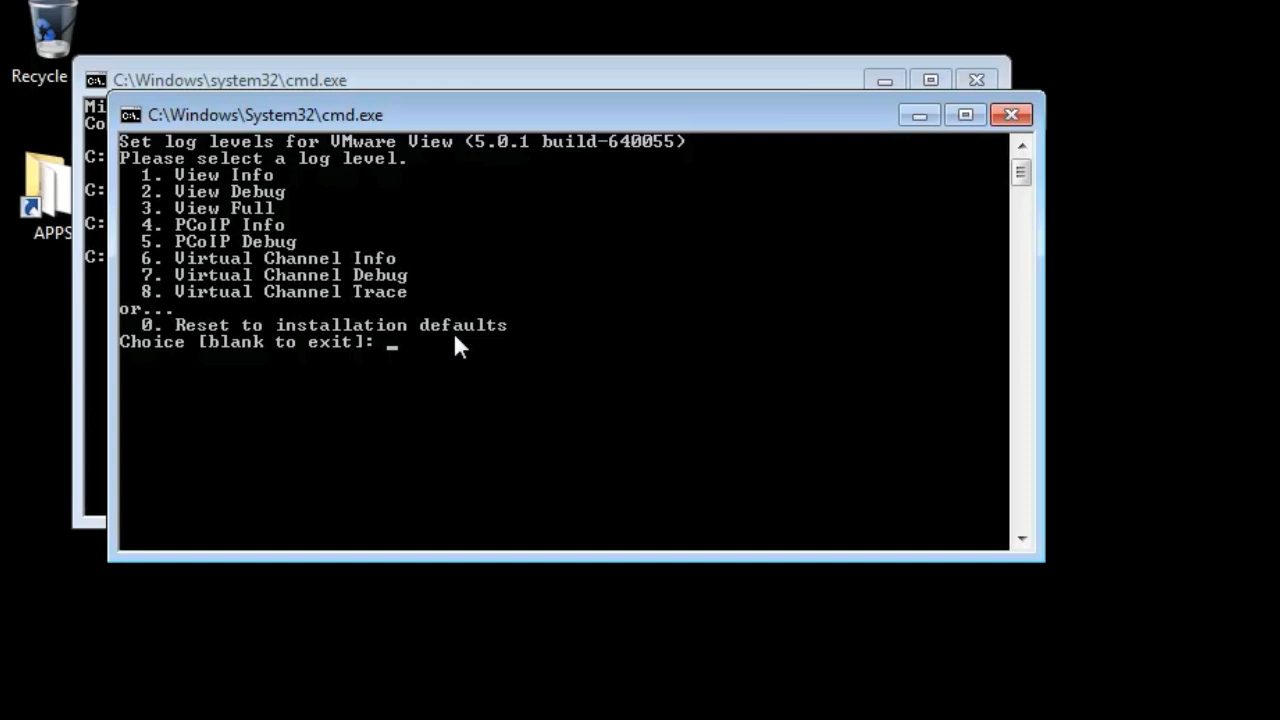 Recycle
C:\Windows\system32\cmd.exe
Mi
Co
C:\Windows\System32\cmd.exe
Set log levels for VMware View (5.0.1 build-640055)
Please select a log level.
1. View Info
2. View Debug
3. View Full
4. PCoIP Info
5. PCoIP Debug
6. Virtual Channel Info
7. Virtual Channel Debug
8. Virtual Channel Trace
or...
0. Reset to installation defaults
Choice [blank to exit]: _
C:
C:
C:
C:
APPS